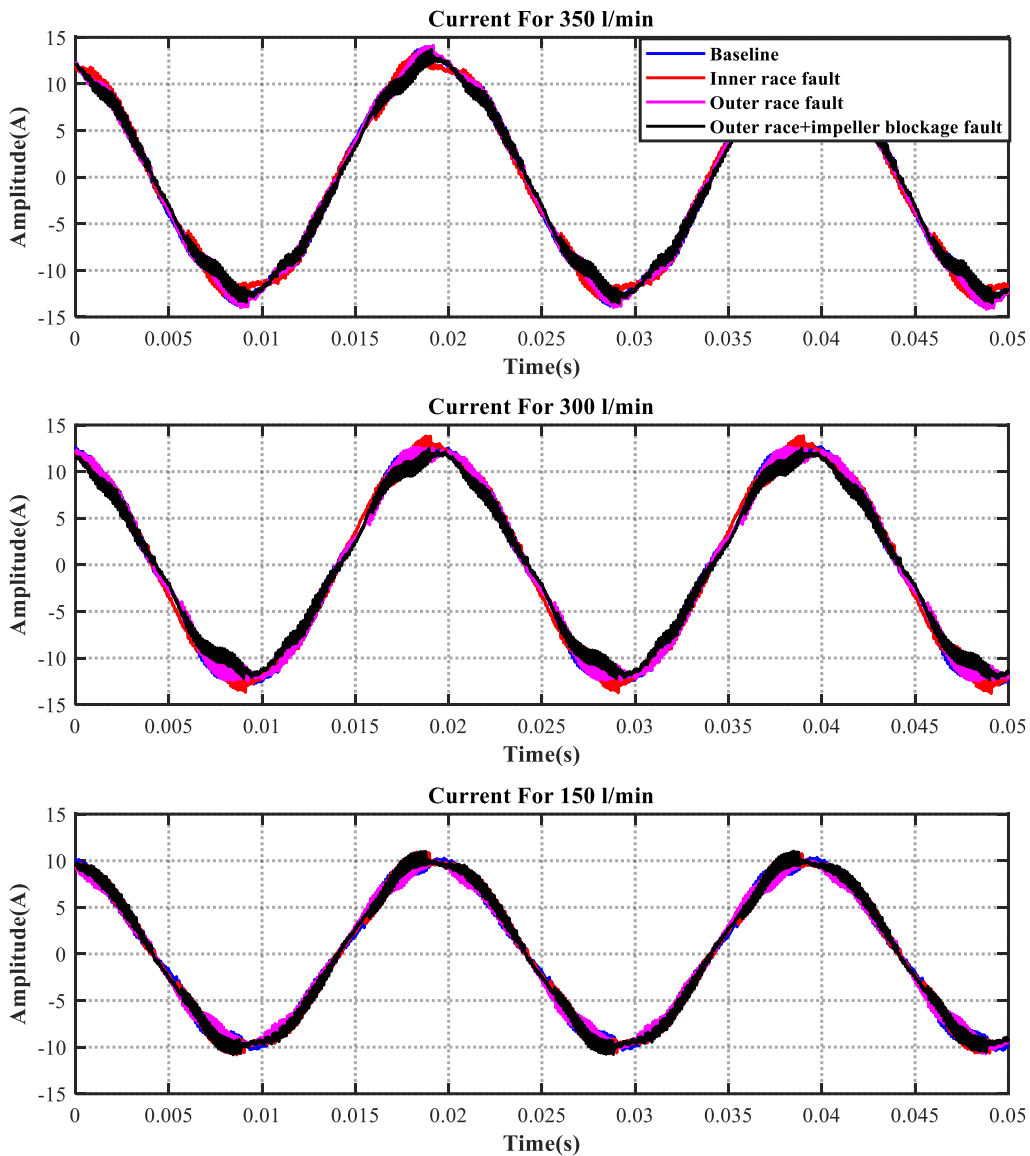 Current For 350 l/min
Amplitude(A)
15
10
5
0
-5
-10
-15
Baseline
Inner race fault
Outer race fault
Outer race+impeller blockage fault
0 0.005 0.01 0.015 0.02 0.025 0.03 0.035 0.04 0.045 0.05
Time(s)
Current For 300 l/min
Amplitude(A)
15
10
5
0
-5
-10
-15
0 0.005 0.01 0.015 0.02 0.025 0.03 0.035 0.04 0.045 0.05
Time(s)
Current For 150 l/min
Amplitude(A)
15
10
5
0
-5
-10
-15
0 0.005 0.01 0.015 0.02 0.025 0.03 0.035 0.04 0.045 0.05
Time(s)